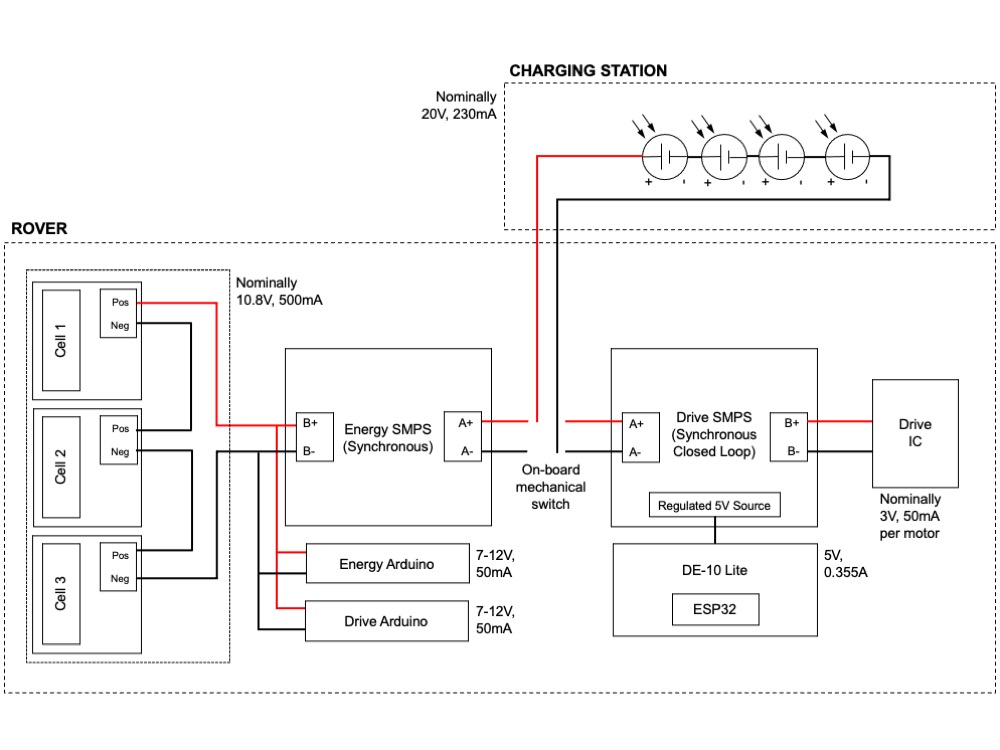 CHARGING STATION
Nominally
20V, 230mA
+ - + - + - + -
ROVER
Nominally
10.8V, 500mA
Cell 1
Pos
Neg
Cell 2
Pos
Neg
Cell 3
Pos
Neg
B+
B-
Energy SMPS
(Synchronous)
A+
A-
On-board
mechanical
switch
A+
A-
Drive SMPS
(Synchronous
Closed Loop)
B+
B-
Drive
IC
Nominally
3V, 50mA
per motor
Regulated 5V Source
Energy Arduino
7-12V,
50mA
Drive Arduino
7-12V,
50mA
DE-10 Lite
ESP32
5V,
0.355A